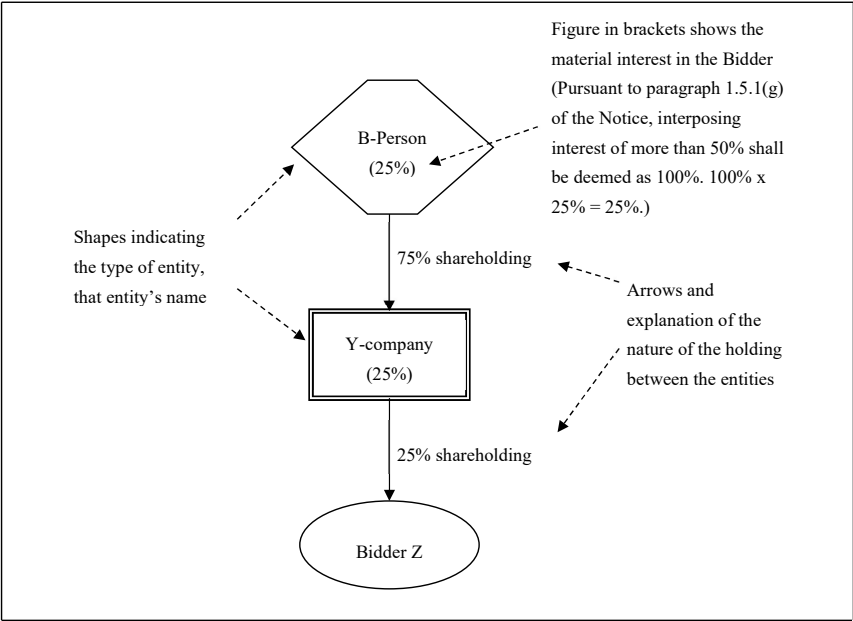 Figure in brackets shows the
material interest in the Bidder
(Pursuant to paragraph 1.5.1(g)
of the Notice, interposing
interest of more than 50% shall
be deemed as 100%. 100% x
25% = 25%.)
B-Person
(25%)
Shapes indicating
the type of entity,
that entity’s name
75% shareholding
Arrows and
explanation of the
nature of the holding
between the entities
Y-company
(25%)
25% shareholding
Bidder Z